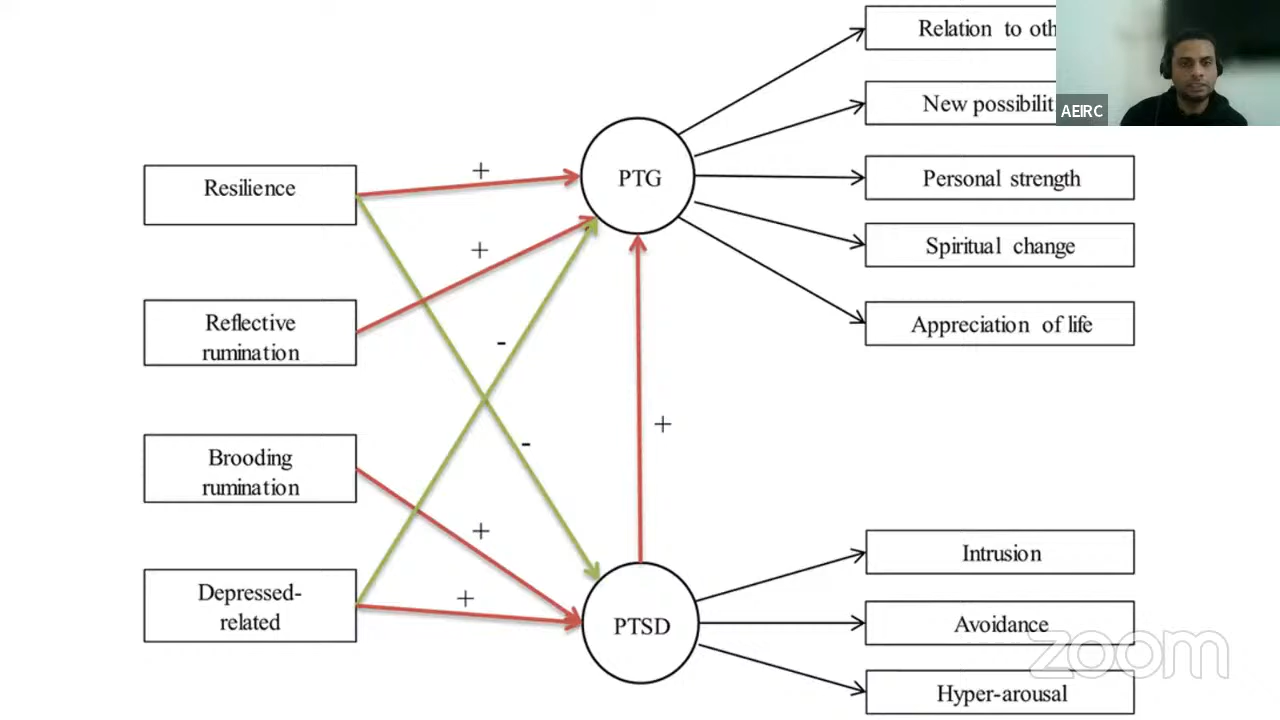 Relation to oth
New possibilit
AEIRC
Resilience
+
PTG
Personal strength
+
Spiritual change
Reflective
rumination
-
Appreciation of life
+
Brooding
rumination
-
+
Intrusion
Depressed-
related
+
PTSD
Avoidance
zoom
Hyper-arousal